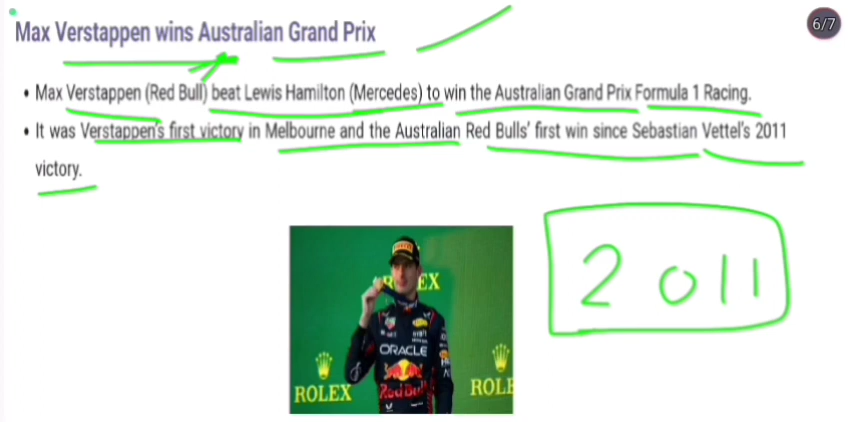 Max Verstappen wins Australian Grand Prix
6/7
• Max Verstappen (Red Bull) beat Lewis Hamilton (Mercedes) to win the Australian Grand Prix Formula 1 Racing.
• It was Verstappen's first victory in Melbourne and the Australian Red Bulls' first win since Sebastian Vettel's 2011
victory.
2011
ROLEX
ORACLE
Red Bull
ROLEX
ROLE